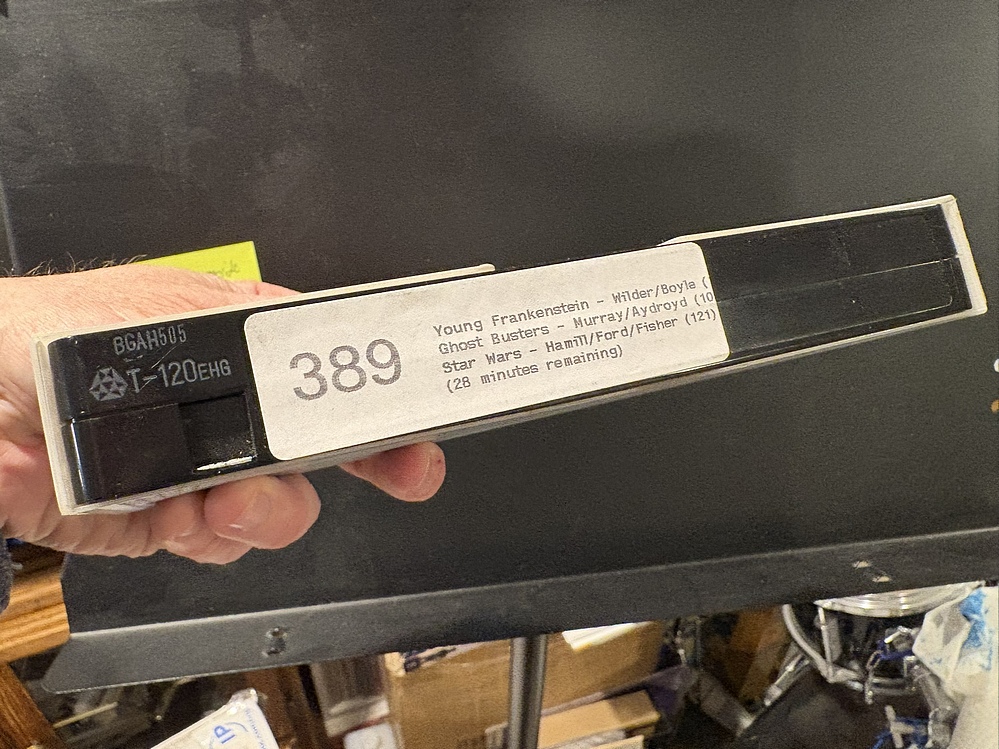 BGAH505
T-120EHG
389
Young Frankenstein - Wilder/Boyle (
Ghost Busters - Murray/Aydroyd (10
Star Wars - Hamill/Ford/Fisher (121)
(28 minutes remaining)
IP